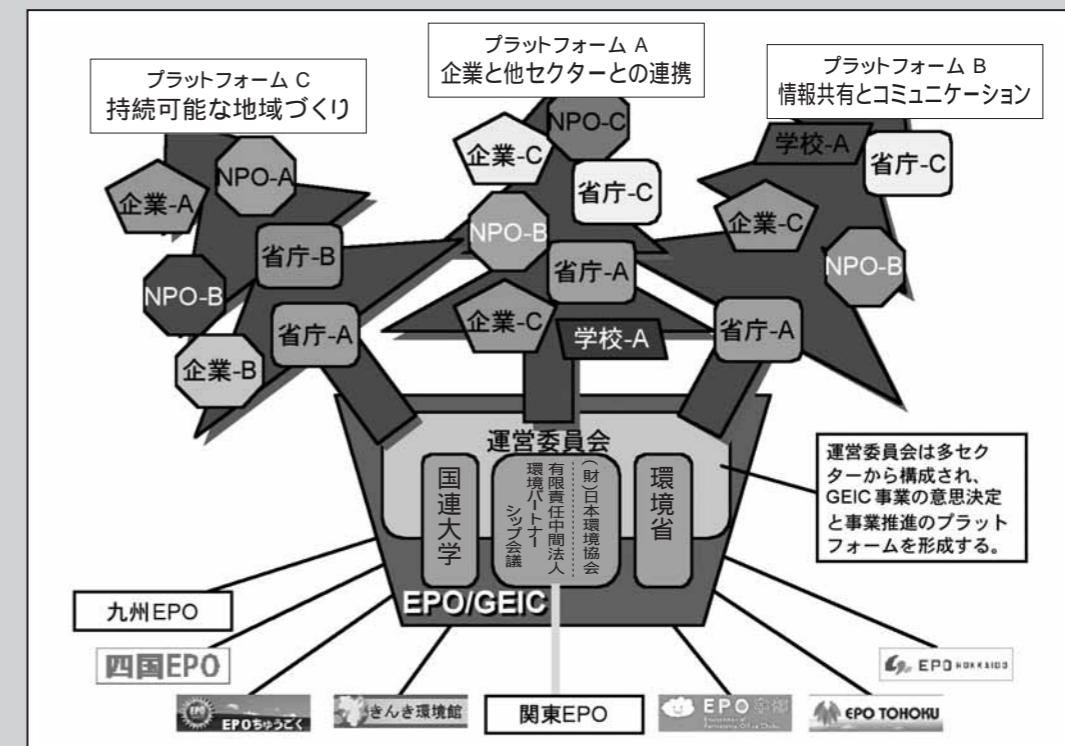 プラットフォーム C
持続可能な地域づくり
プラットフォーム A
企業と他セクターとの連携
プラットフォーム B
情報共有とコミュニケーション
NPO-A
企業-A
省庁-B
NPO-B
省庁-A
企業-B
NPO-C
企業-C
省庁-C
NPO-B
省庁-A
企業-C
学校-A
学校-A
省庁-C
企業-C
NPO-B
省庁-A
運営委員会
国連大学
(財)日本環境協会
有限責任中間法人
環境パートナー
シップ会議
環境省
EPO/GEIC
運営委員会は多セク
ターから構成され、
GEIC 事業の意思決定
と事業推進のプラット
フォームを形成する。
九州EPO
四国EPO
EPO
EPOちゅうごく
きんき環境館
関東EPO
EPO
EPO TOHOKU
EPO HOKKAIDO